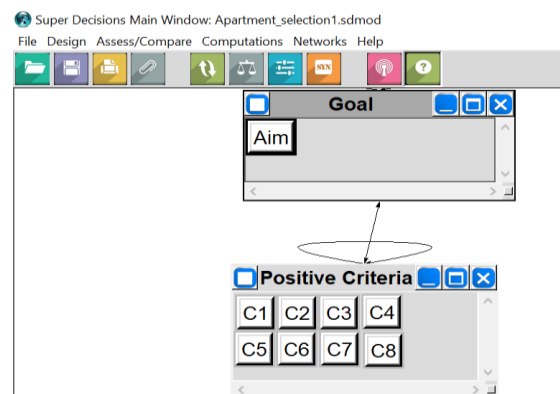 Super Decisions Main Window: Apartment_selection1.sdmod
File Design Assess/Compare Computations Networks Help
SYN ?
Goal
Aim
Positive Criteria
C1 C2 C3 C4
C5 C6 C7 C8